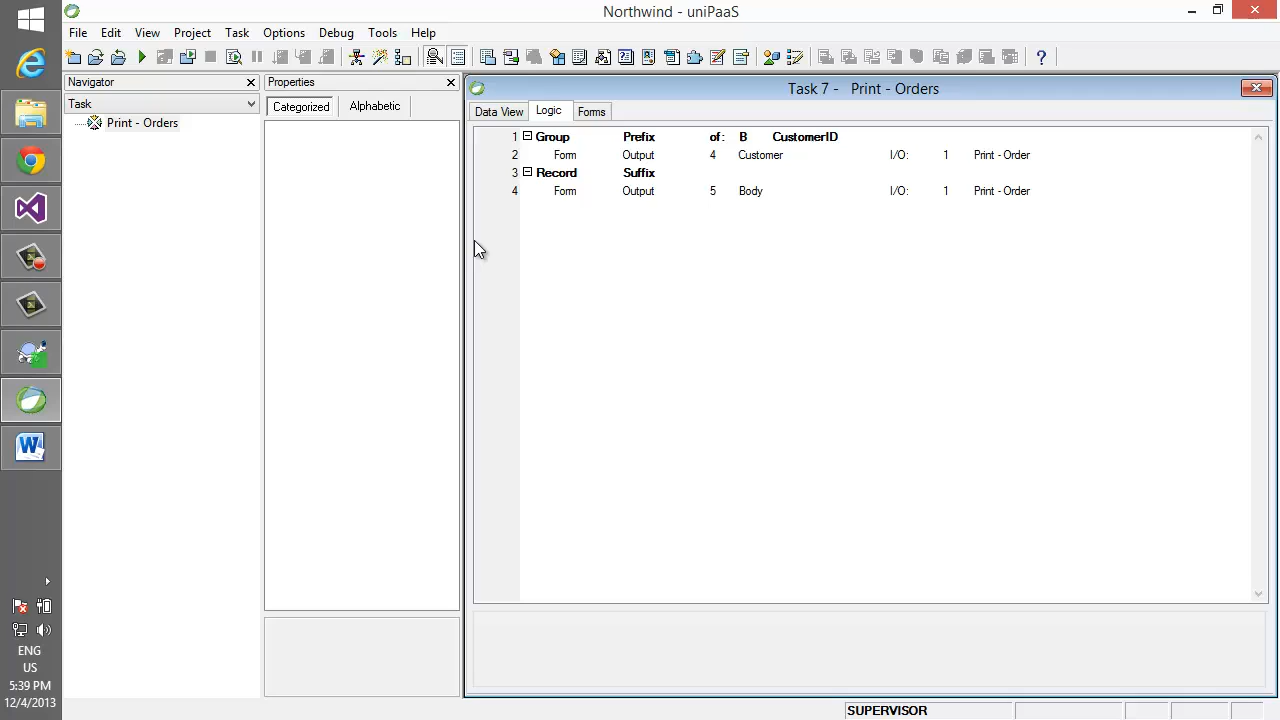 Northwind - uniPaaS
File Edit View Project Task Options Debug Tools Help
Navigator
Task
Print - Orders
Properties
Categorized Alphabetic
Task 7 - Print - Orders
Data View Logic Forms
1 Group Prefix of: B CustomerID
2 Form Output 4 Customer I/O: 1 Print - Order
3 Record Suffix
4 Form Output 5 Body I/O: 1 Print - Order
ENG
US
5:39 PM
12/4/2013
SUPERVISOR